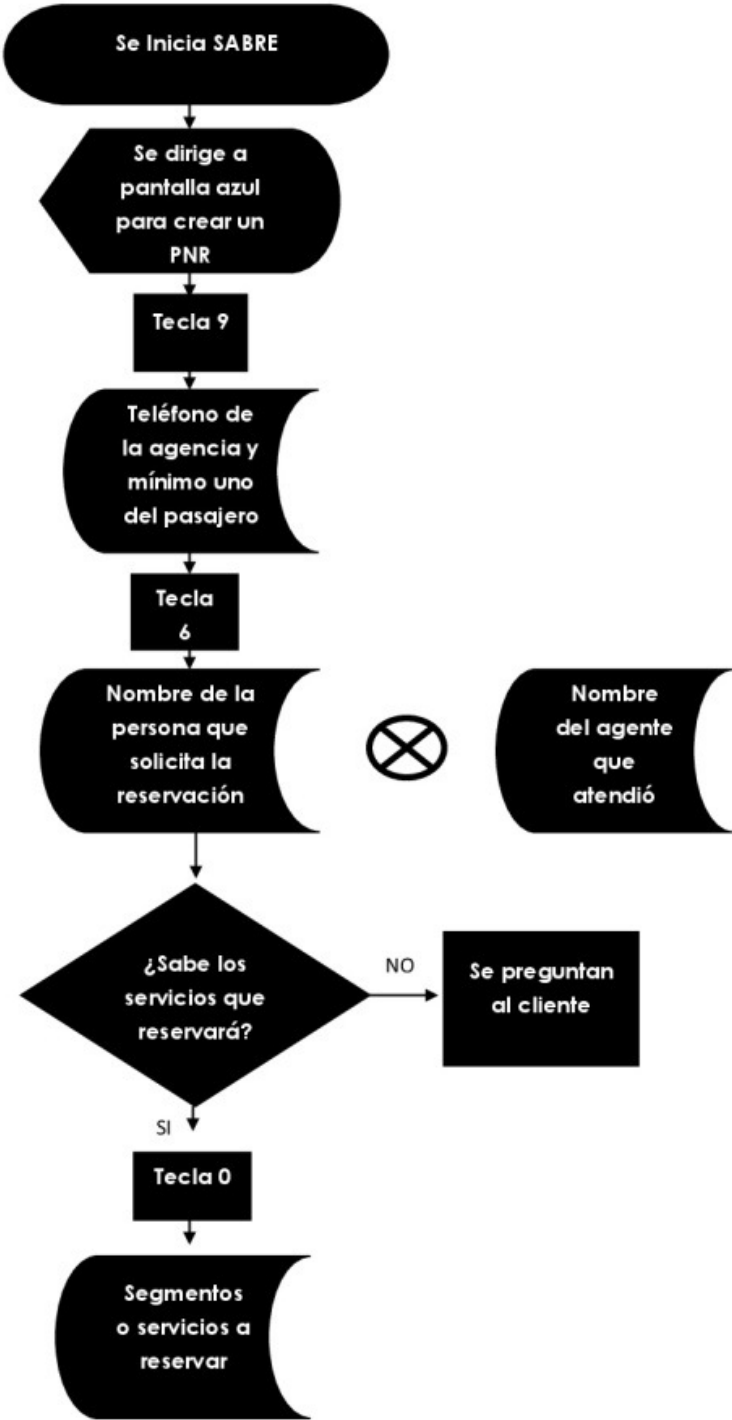 Se Inicia SABRE
Se dirige a
pantalla azul
para crear un
PNR
Tecla 9
Teléfono de
la agencia y
mínimo uno
del pasajero
Tecla
6
Nombre de la
persona que
solicita la
reservación
Nombre
del agente
que
atendió
¿Sabe los
servicios que
reservará?
NO
Se preguntan
al cliente
SI
Tecla 0
Segmentos
o servicios a
reservar